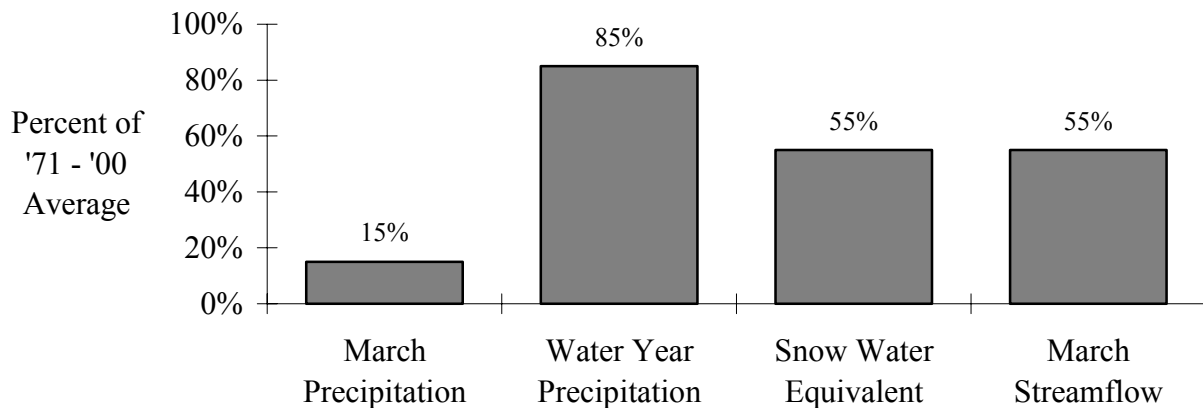 100%
80%
60%
40%
20%
0%
Percent of
'71 - '00
Average
15%
85%
55%
55%
March
Precipitation
Water Year
Precipitation
Snow Water
Equivalent
March
Streamflow